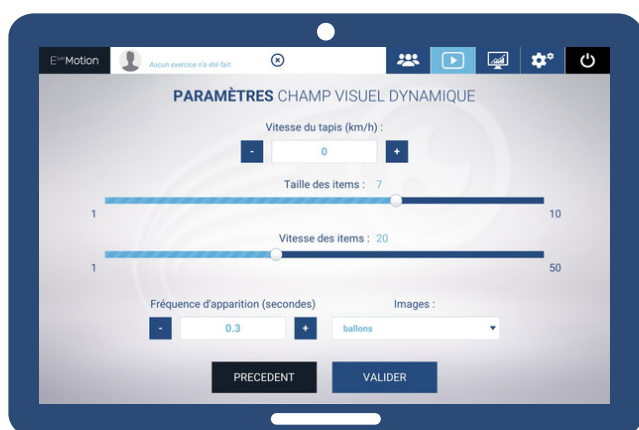 EyeMotion
Aucun exercice n'a été fait.
PARAMÈTRES CHAMP VISUEL DYNAMIQUE
Vitesse du tapis (km/h) :
- 0 +
Taille des items : 7
1 10
Vitesse des items : 20
1 50
Fréquence d'apparition (secondes) Images :
- 0.3 + ballons
PRECEDENT VALIDER